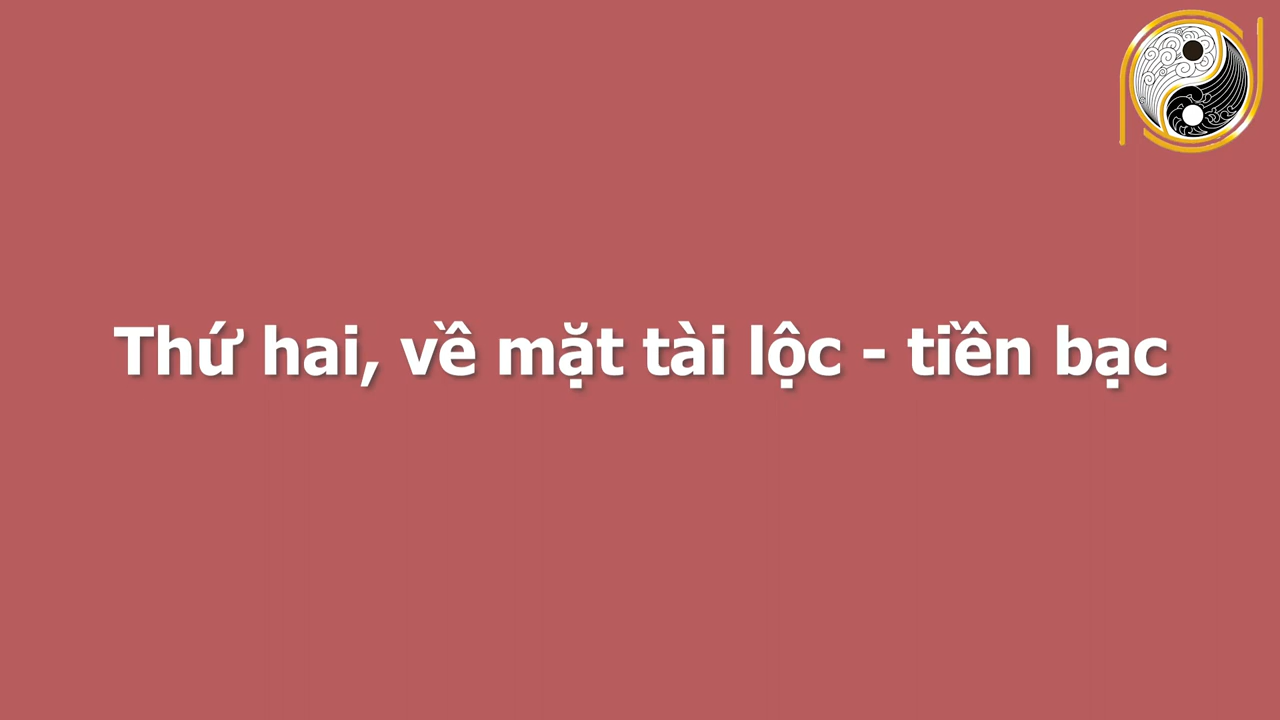 Thứ hai, về mặt tài lộc - tiền bạc